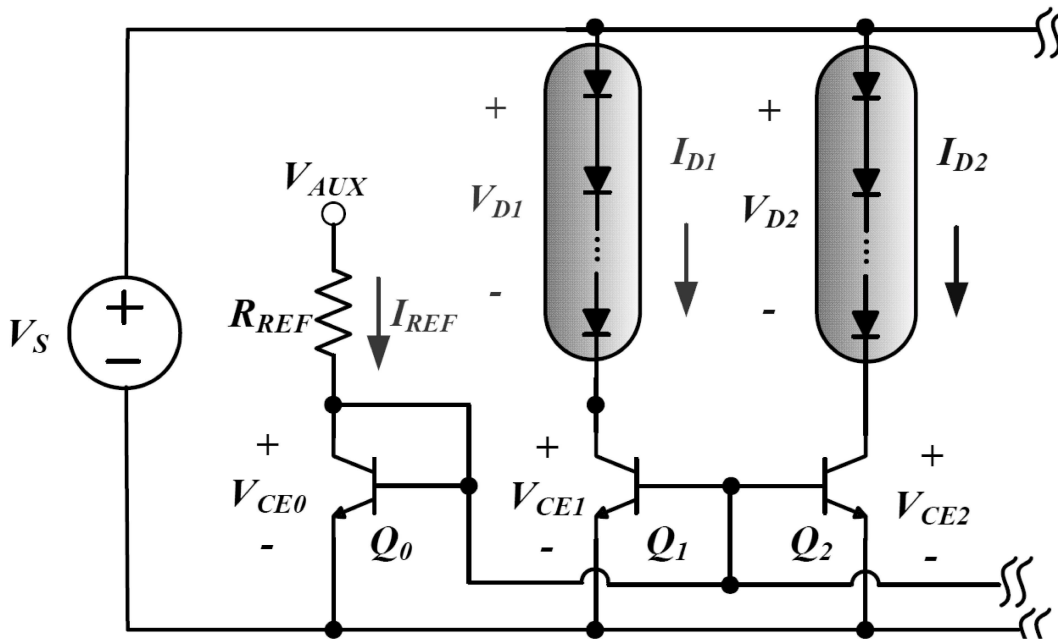 V_AUX
+
V_D1
-
I_D1
+
V_D2
-
I_D2
V_S
+
−
R_REF
I_REF
+
V_CE0
-
Q_0
+
V_CE1
-
Q_1
Q_2
+
V_CE2
-